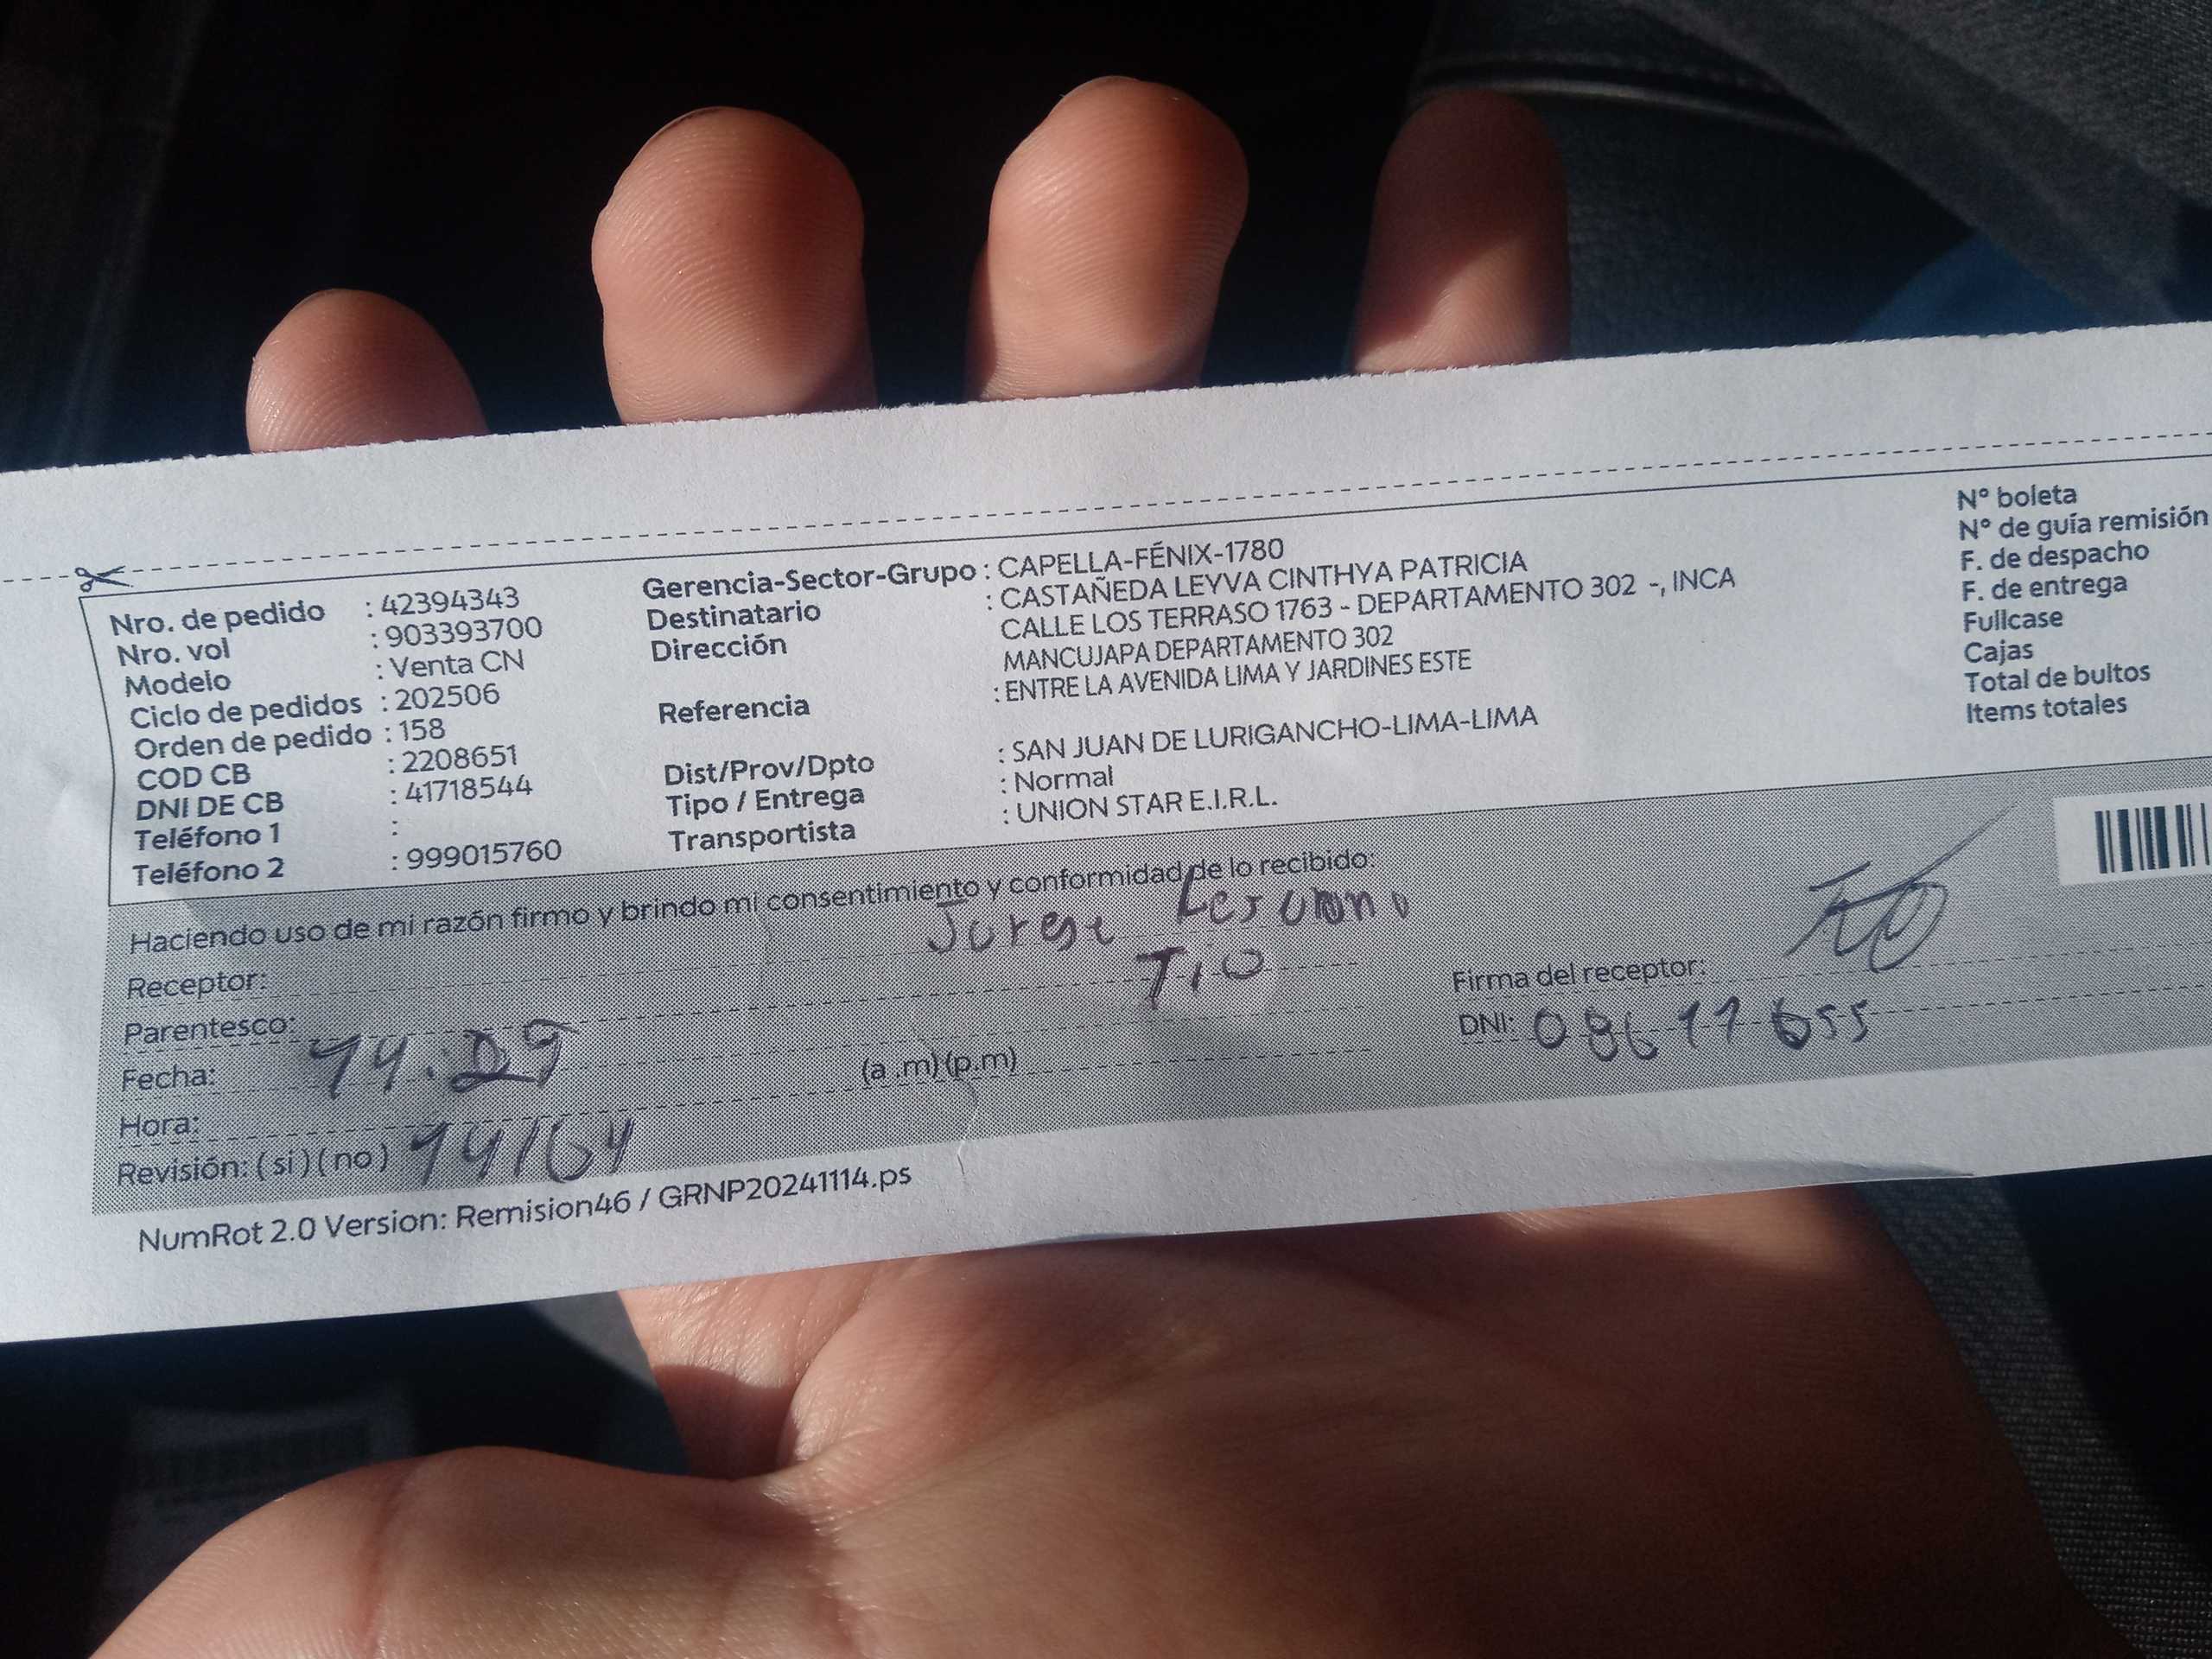 Nro. de pedido : 42394343
Nro. vol : 903393700
Modelo : Venta CN
Ciclo de pedidos : 202506
Orden de pedido : 158
COD CB : 2208651
DNI DE CB : 41718544
Teléfono 1 :
Teléfono 2 : 999015760
Gerencia-Sector-Grupo : CAPELLA-FÉNIX-1780
Destinatario : CASTAÑEDA LEYVA CINTHYA PATRICIA
Dirección CALLE LOS TERRASO 1763 - DEPARTAMENTO 302 -, INCA
MANCUJAPA DEPARTAMENTO 302
Referencia : ENTRE LA AVENIDA LIMA Y JARDINES ESTE
Dist/Prov/Dpto : SAN JUAN DE LURIGANCHO-LIMA-LIMA
Tipo / Entrega : Normal
Transportista : UNION STAR E.I.R.L.
N° boleta
N° de guía remisión
F. de despacho
F. de entrega
Fullcase
Cajas
Total de bultos
Items totales
Haciendo uso de mi razón firmo y brindo mi consentimiento y conformidad de lo recibido:
Receptor:
Parentesco: Tio
Firma del receptor:
Fecha:
DNI:
Hora: (a .m) (p.m)
Revisión: (si) (no) 14/04
NumRot 2.0 Version: Remision46 / GRNP20241114.ps